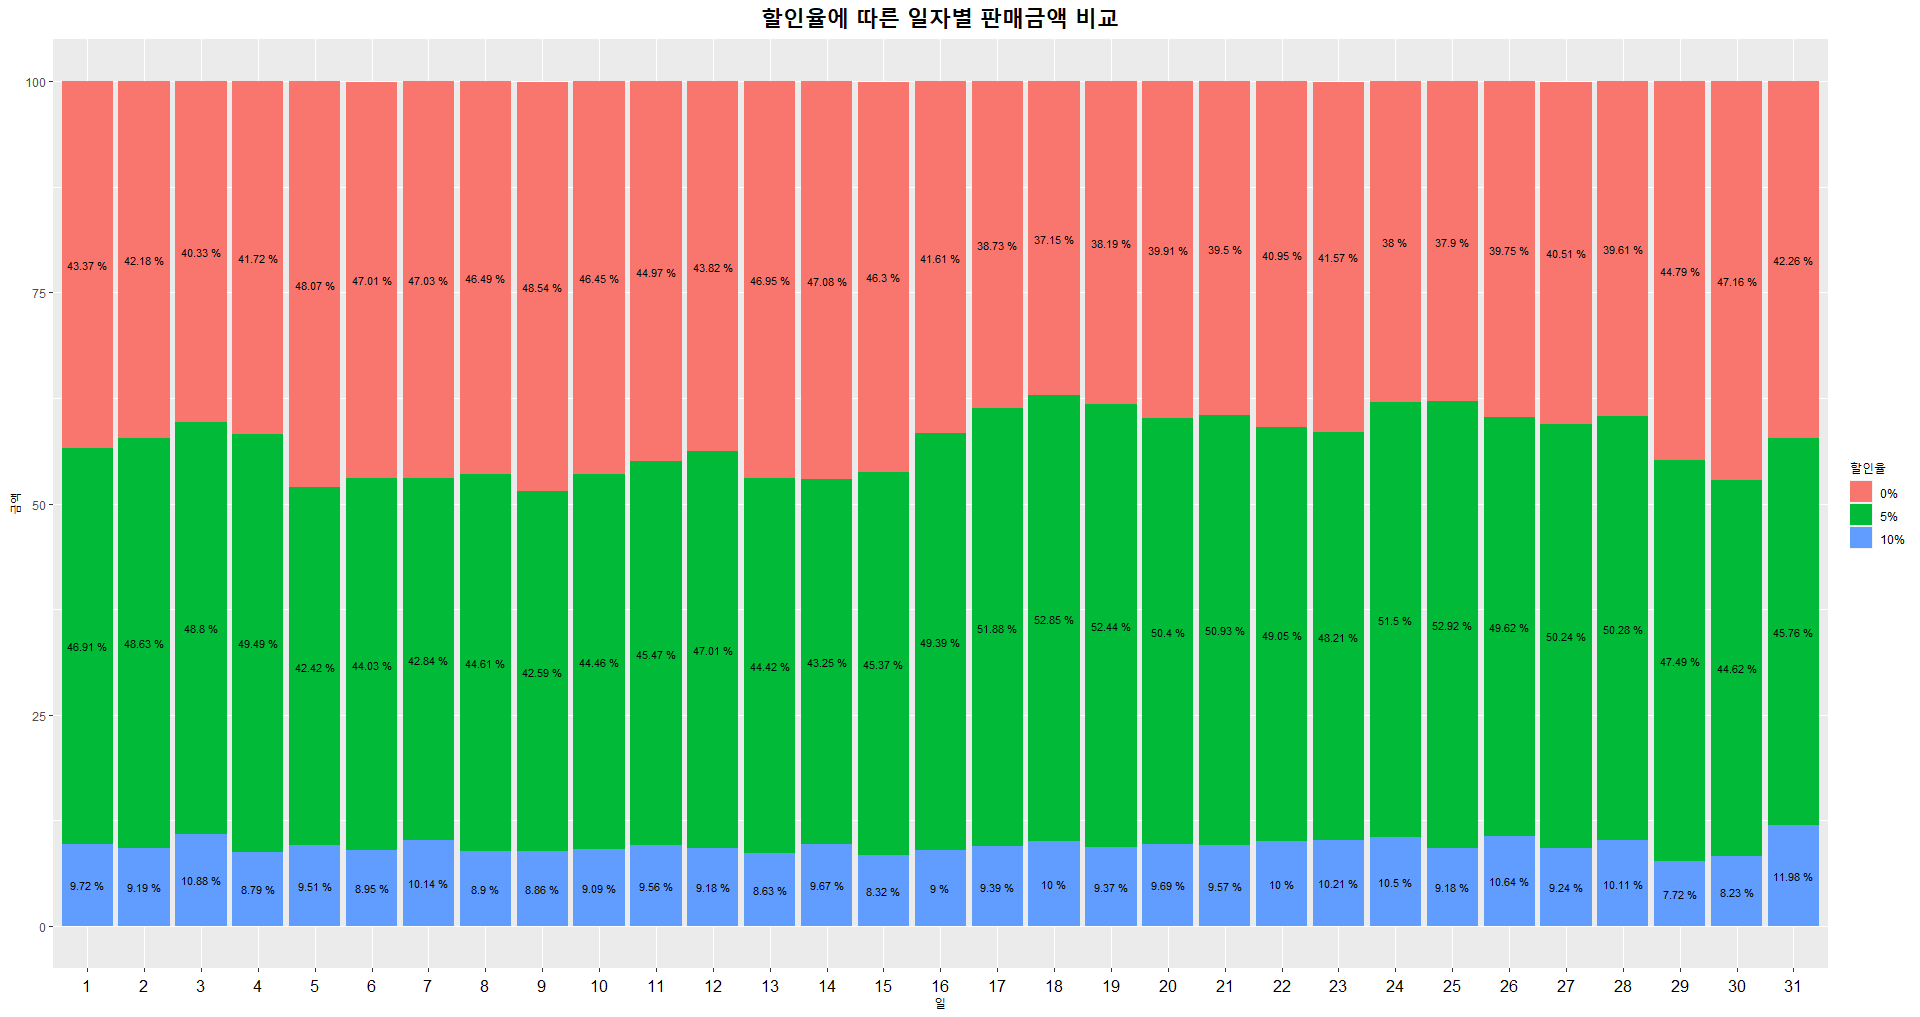 할인율에 따른 일자별 판매금액 비교
100
75
50
25
0
금액
43.37 % 42.18 % 40.33 % 41.72 % 48.07 % 47.01 % 47.03 % 46.49 % 48.54 % 46.45 % 44.97 % 43.82 % 46.95 % 47.08 % 46.3 % 41.61 % 38.73 % 37.15 % 38.19 % 39.91 % 39.5 % 40.95 % 41.57 % 38 % 37.9 % 39.75 % 40.51 % 39.61 % 44.79 % 47.16 % 42.26 %
46.91 % 48.63 % 48.8 % 49.49 % 42.42 % 44.03 % 42.84 % 44.61 % 42.59 % 44.46 % 45.47 % 47.01 % 44.42 % 43.25 % 45.37 % 49.39 % 51.88 % 52.85 % 52.44 % 50.4 % 50.93 % 49.05 % 48.21 % 51.5 % 52.92 % 49.62 % 50.24 % 50.28 % 47.49 % 44.62 % 45.76 %
9.72 % 9.19 % 10.88 % 8.79 % 9.51 % 8.95 % 10.14 % 8.9 % 8.86 % 9.09 % 9.56 % 9.18 % 8.63 % 9.67 % 8.32 % 9 % 9.39 % 10 % 9.37 % 9.69 % 9.57 % 10 % 10.21 % 10.5 % 9.18 % 10.64 % 9.24 % 10.11 % 7.72 % 8.23 % 11.98 %
1 2 3 4 5 6 7 8 9 10 11 12 13 14 15 16 17 18 19 20 21 22 23 24 25 26 27 28 29 30 31
일
할인율
0%
5%
10%